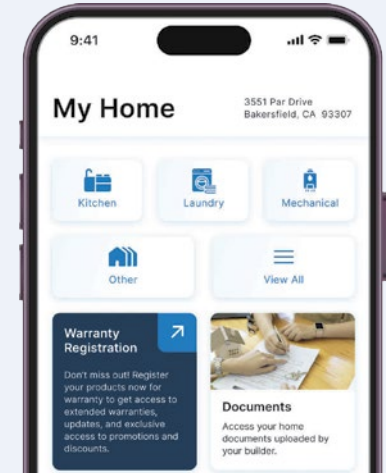 9:41
My Home
3551 Par Drive
Bakersfield, CA 93307
Kitchen
Laundry
Mechanical
Other
View All
Warranty
Registration
Don't miss out! Register
your products now for
warranty to get access to
extended warranties,
updates, and exclusive
access to promotions and
discounts.
Documents
Access your home
documents uploaded by
your builder.